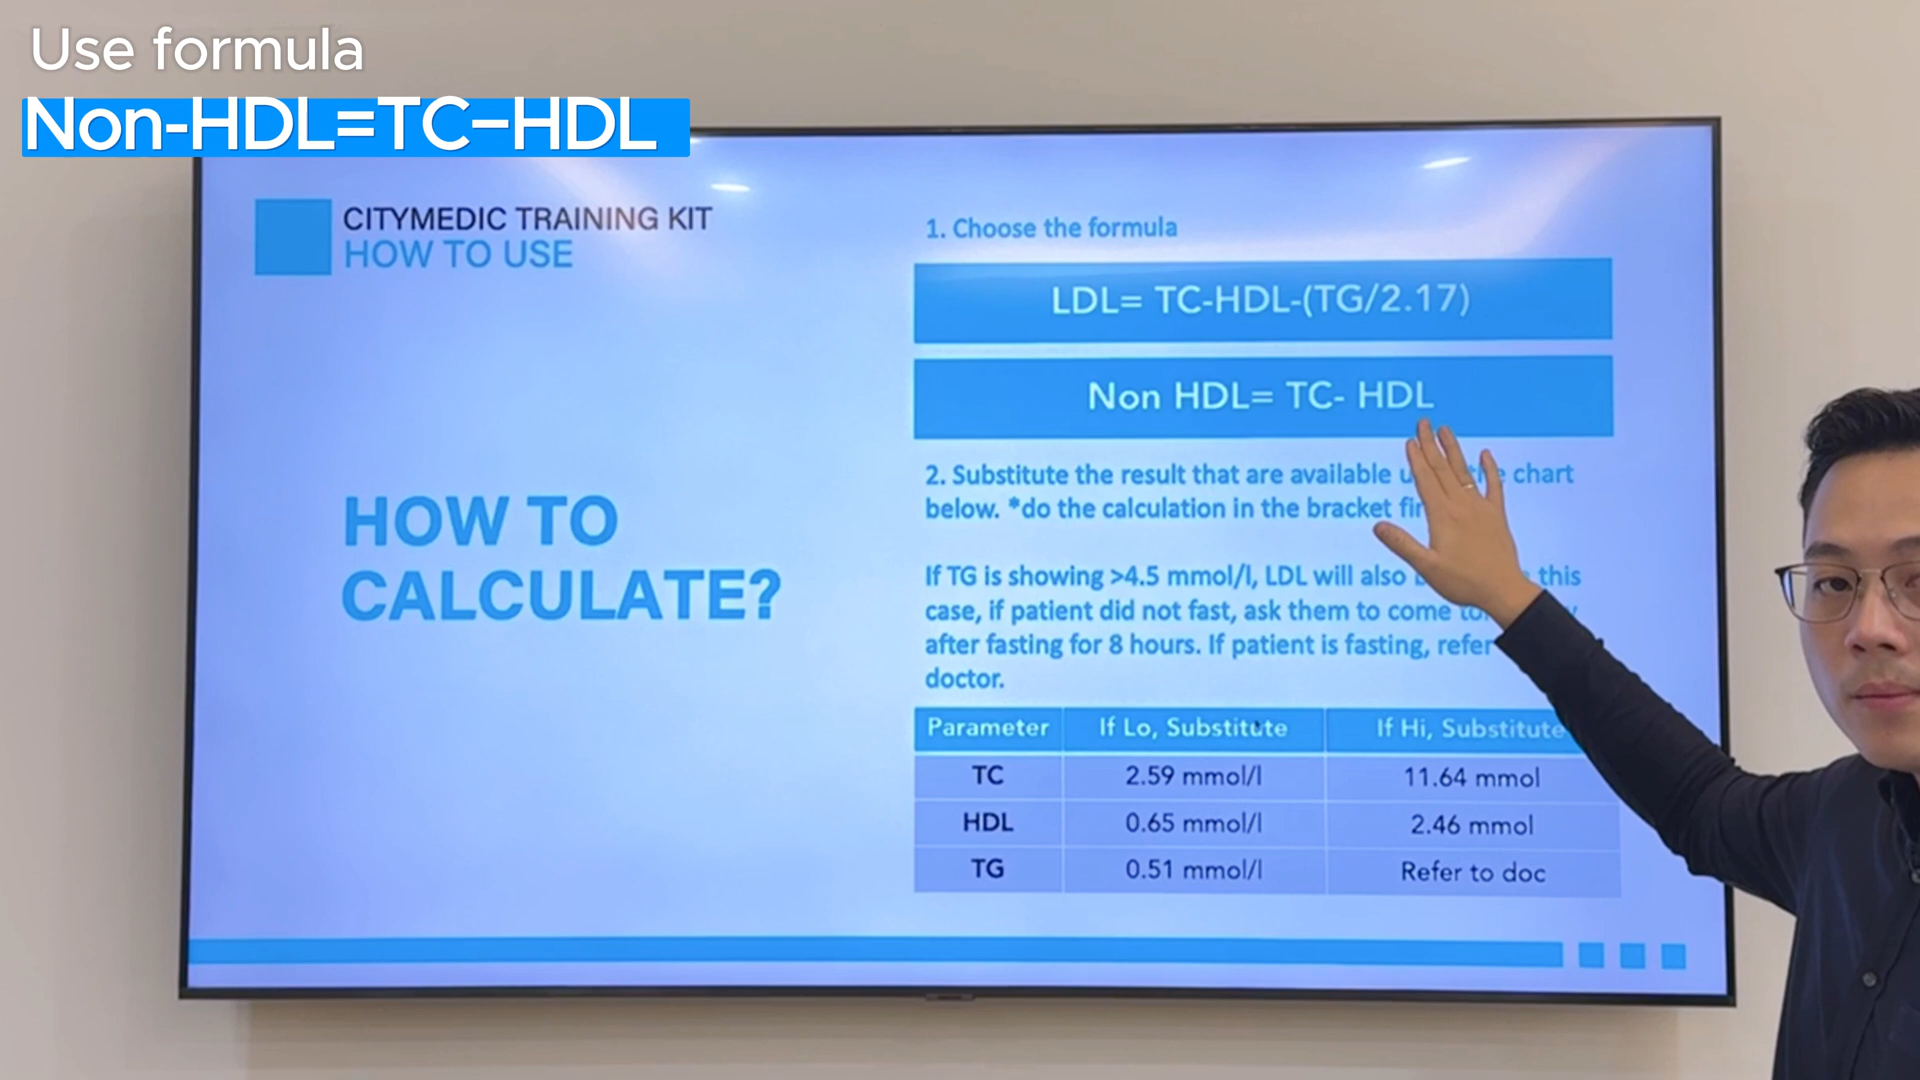 Use formula
Non-HDL=TC–HDL
CITYMEDIC TRAINING KIT
HOW TO USE
HOW TO
CALCULATE?
1. Choose the formula
LDL= TC-HDL-(TG/2.17)
Non HDL= TC- HDL
2. Substitute the result that are available chart
below. *do the calculation in the bracket
If TG is showing >4.5 mmol/l, LDL will also this
case, if patient did not fast, ask them to come
after fasting for 8 hours. If patient is fasting, refer
doctor.
Parameter If Lo, Substitute If Hi, Substitute
TC 2.59 mmol/l 11.64 mmol
HDL 0.65 mmol/l 2.46 mmol
TG 0.51 mmol/l Refer to doc